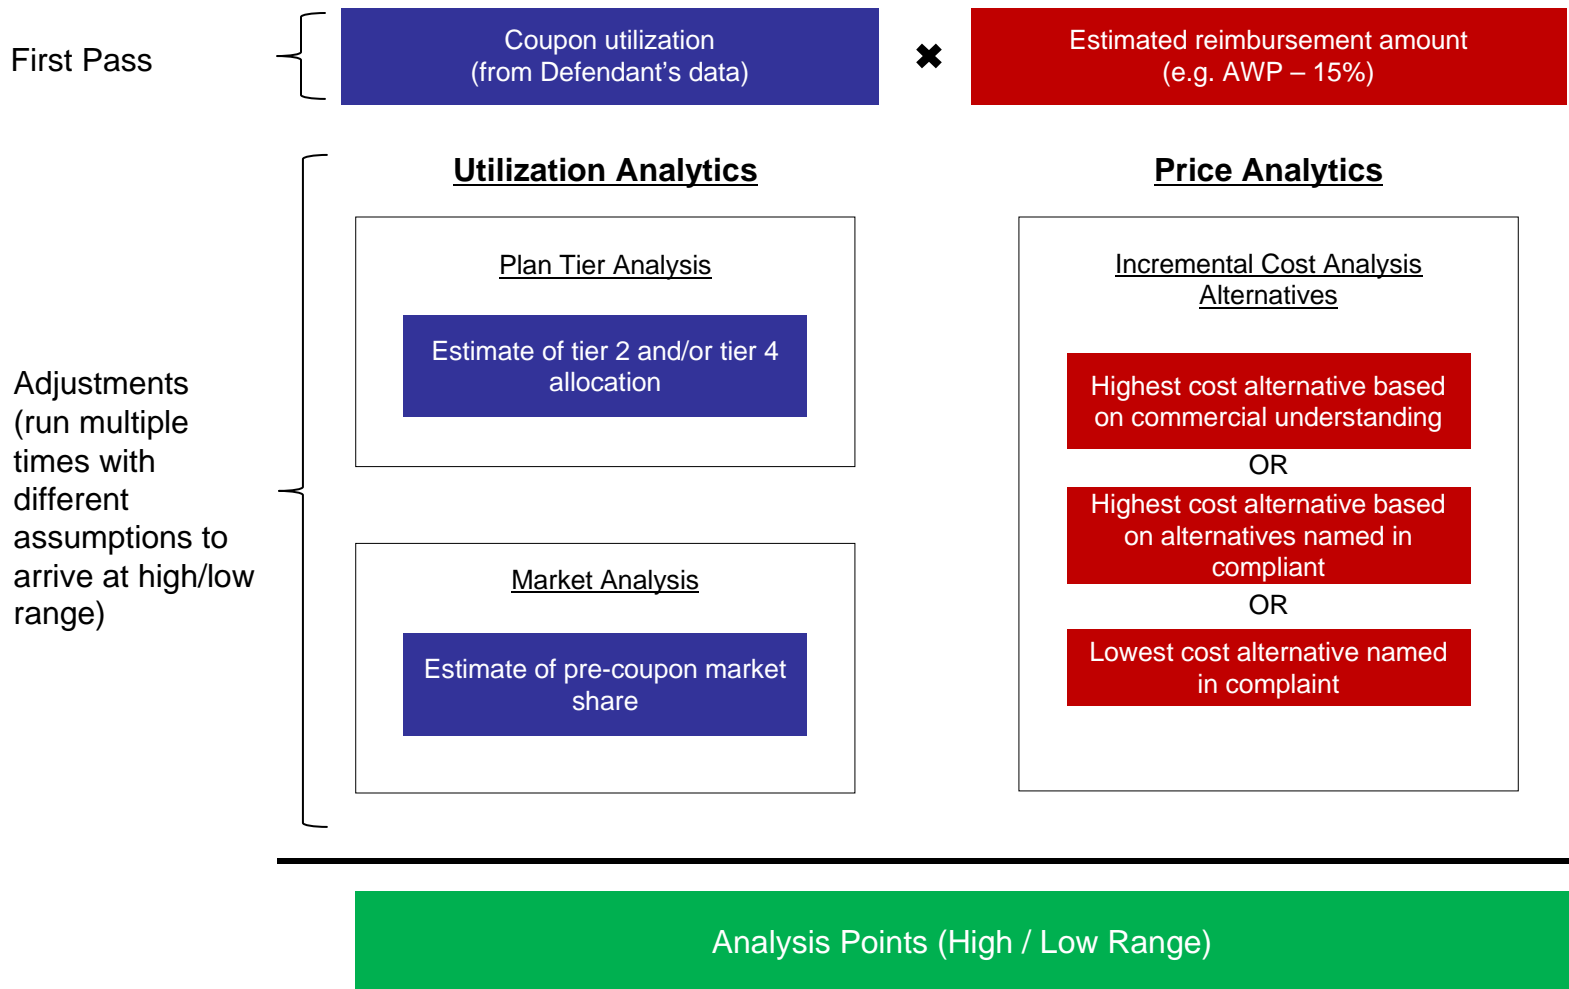 First Pass
Coupon utilization
(from Defendant's data)
✖
Estimated reimbursement amount
(e.g. AWP – 15%)
Adjustments
(run multiple
times with
different
assumptions to
arrive at high/low
range)
Utilization Analytics
Plan Tier Analysis
Estimate of tier 2 and/or tier 4
allocation
Market Analysis
Estimate of pre-coupon market
share
Price Analytics
Incremental Cost Analysis
Alternatives
Highest cost alternative based
on commercial understanding
OR
Highest cost alternative based
on alternatives named in
compliant
OR
Lowest cost alternative named
in complaint
Analysis Points (High / Low Range)